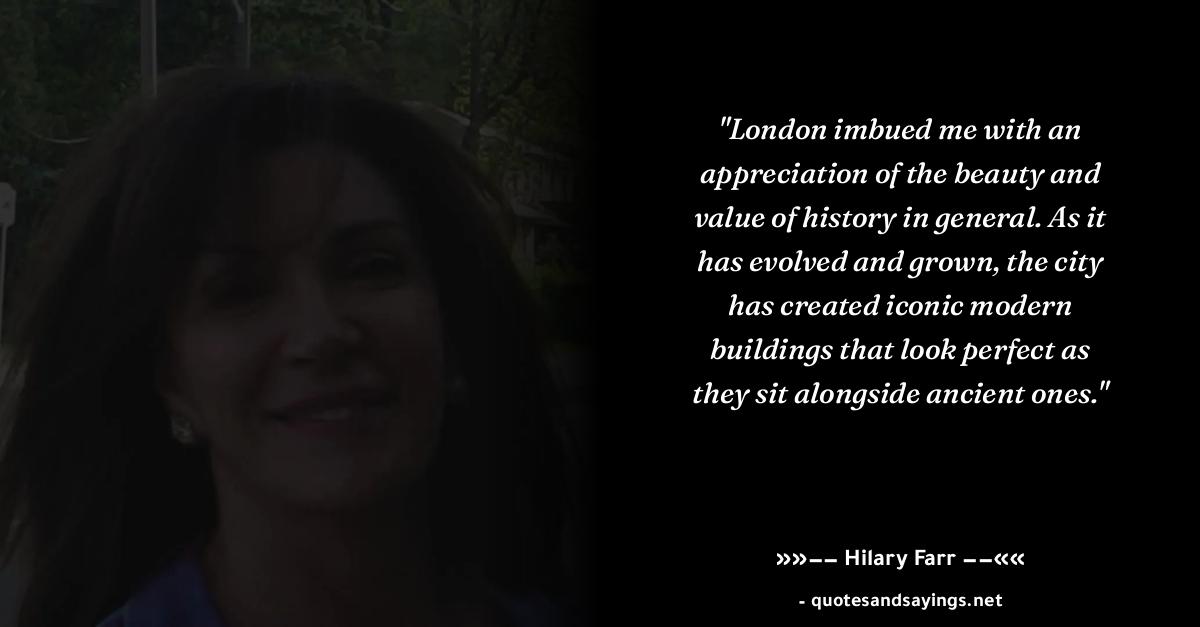 "London imbued me with an
appreciation of the beauty and
value of history in general. As it
has evolved and grown, the city
has created iconic modern
buildings that look perfect as
they sit alongside ancient ones."
»»−− Hilary Farr −−««
- quotesandsayings.net